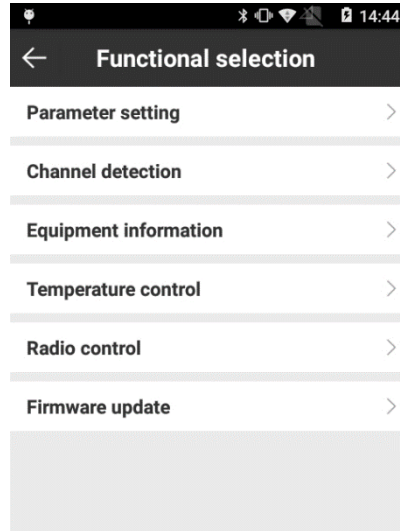 14:44
Functional selection
Parameter setting
Channel detection
Equipment information
Temperature control
Radio control
Firmware update